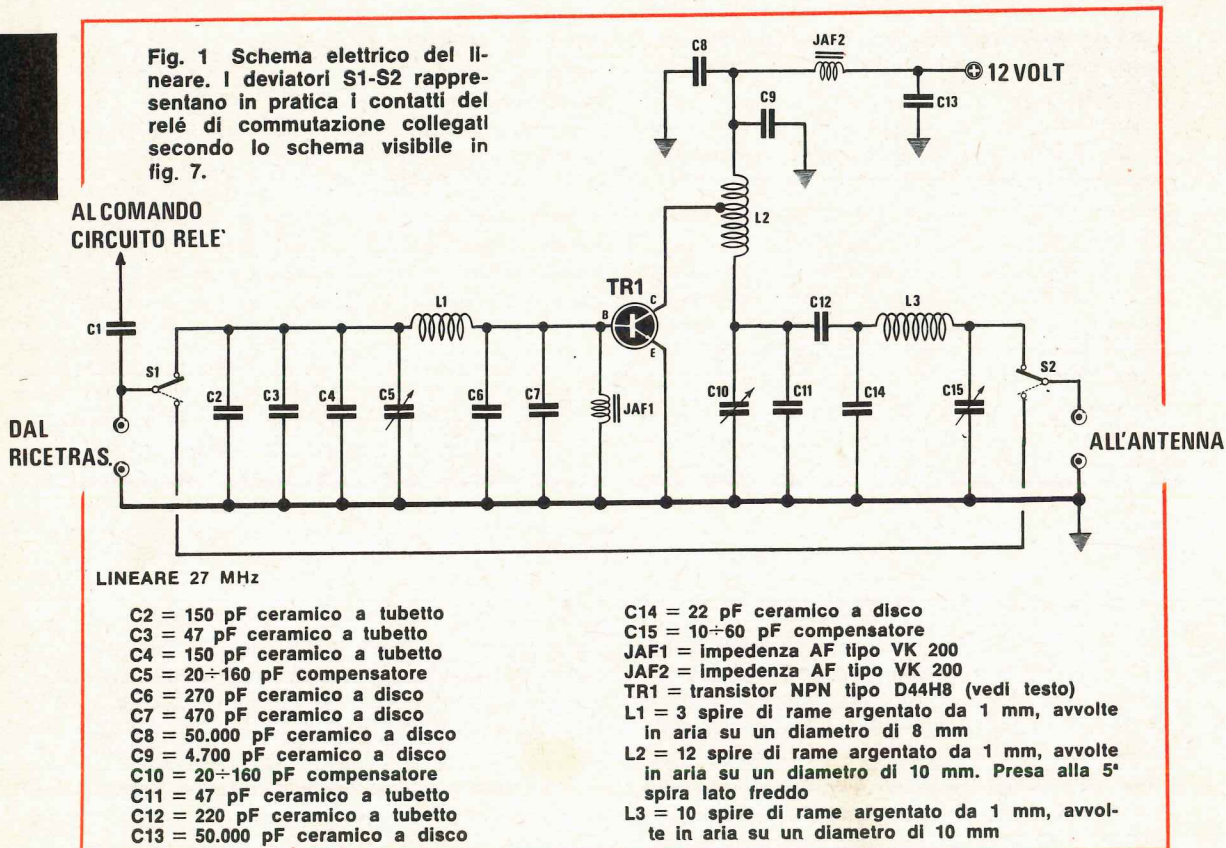 Fig. 1 Schema elettrico del li-
neare. I deviatori S1-S2 rappre-
sentano in pratica i contatti del
relé di commutazione collegati
secondo lo schema visibile in
fig. 7.
C8
JAF2
12 VOLT
C9
C13
AL COMANDO
CIRCUITO RELE'
L2
TR1
C
B
E
C1
S1
L1
C12
L3
S2
C2
C3
C4
C5
C6
C7
JAF1
C10
C11
C14
C15
DAL
RICETRAS.
ALL'ANTENNA
LINEARE 27 MHz
C2 = 150 pF ceramico a tubetto
C3 = 47 pF ceramico a tubetto
C4 = 150 pF ceramico a tubetto
C5 = 20÷160 pF compensatore
C6 = 270 pF ceramico a disco
C7 = 470 pF ceramico a disco
C8 = 50.000 pF ceramico a disco
C9 = 4.700 pF ceramico a disco
C10 = 20÷160 pF compensatore
C11 = 47 pF ceramico a tubetto
C12 = 220 pF ceramico a tubetto
C13 = 50.000 pF ceramico a disco
C14 = 22 pF ceramico a disco
C15 = 10÷60 pF compensatore
JAF1 = impedenza AF tipo VK 200
JAF2 = impedenza AF tipo VK 200
TR1 = transistor NPN tipo D44H8 (vedi testo)
L1 = 3 spire di rame argentato da 1 mm, avvolte
in aria su un diametro di 8 mm
L2 = 12 spire di rame argentato da 1 mm, avvolte
in aria su un diametro di 10 mm. Presa alla 5ª
spira lato freddo
L3 = 10 spire di rame argentato da 1 mm, avvol-
te in aria su un diametro di 10 mm